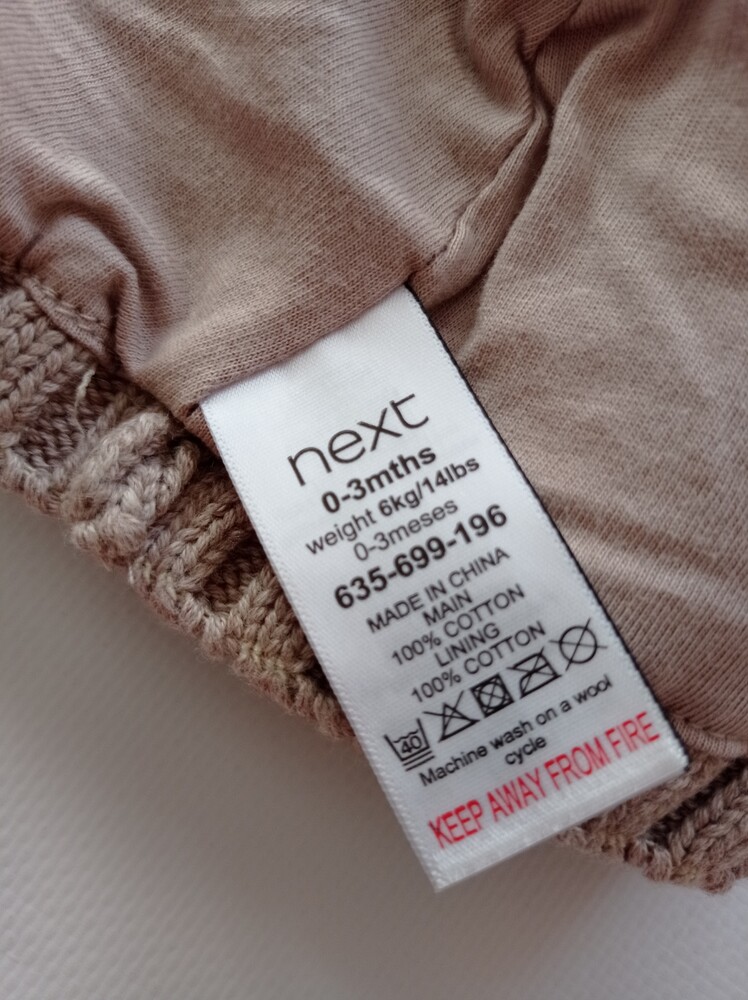 next
0-3mths
weight 6kg/14lbs
0-3meses
635-699-196
MADE IN CHINA
MAIN
100% COTTON
LINING
100% COTTON
40
Machine wash on a wool
cycle
KEEP AWAY FROM FIRE